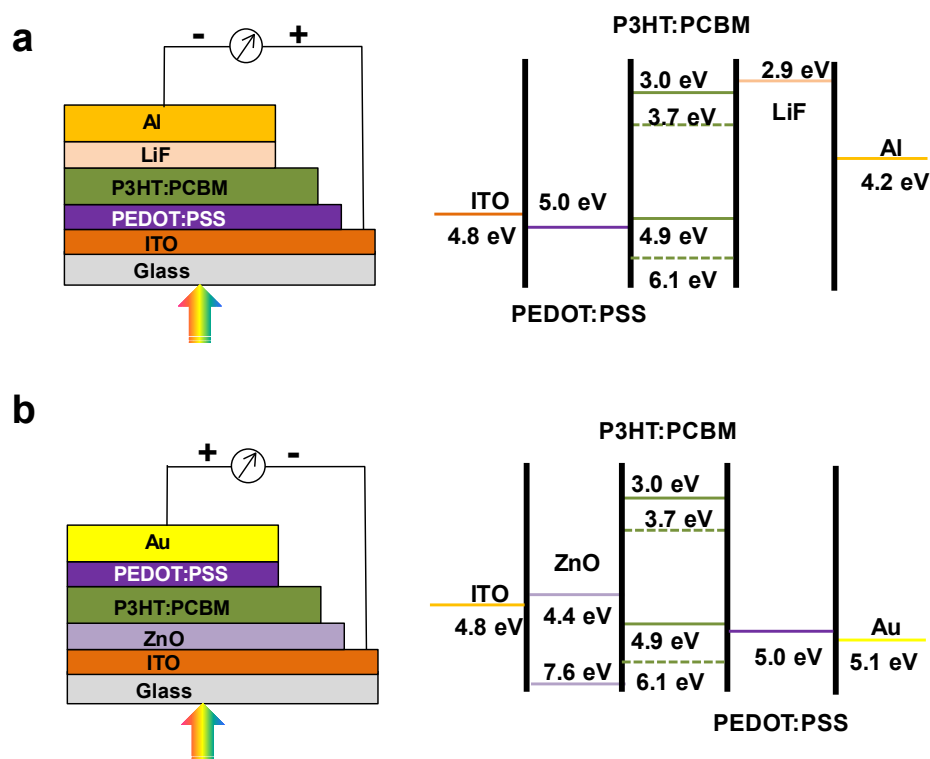 a
- +
Al
LiF
P3HT:PCBM
PEDOT:PSS
ITO
Glass
P3HT:PCBM
3.0 eV
3.7 eV
2.9 eV
LiF
Al
4.2 eV
ITO
4.8 eV
5.0 eV
4.9 eV
6.1 eV
PEDOT:PSS
b
+ -
Au
PEDOT:PSS
P3HT:PCBM
ZnO
ITO
Glass
P3HT:PCBM
3.0 eV
3.7 eV
ZnO
ITO
4.8 eV
4.4 eV
7.6 eV
4.9 eV
6.1 eV
5.0 eV
Au
5.1 eV
PEDOT:PSS